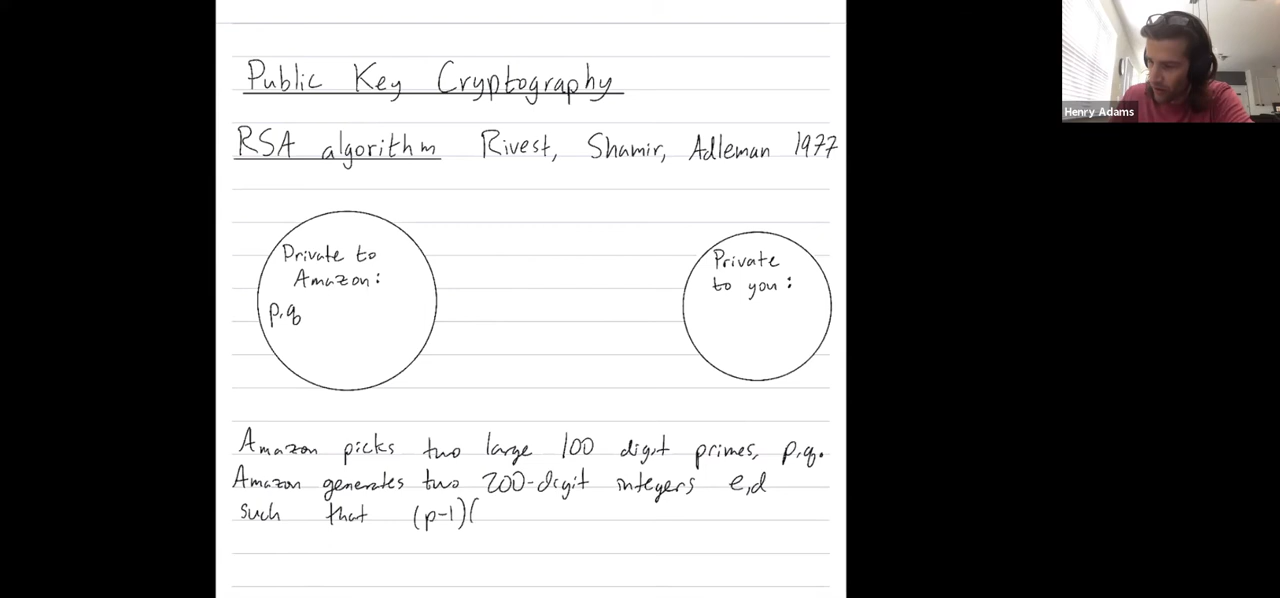 Public Key Cryptography
RSA algorithm Rivest, Shamir, Adleman 1977
Private to
Amazon:
p,q
Private
to you:
Amazon picks two large 100 digit primes, p,q.
Amazon generates two 200-digit integers e,d
such that (p-1)(
Henry Adams